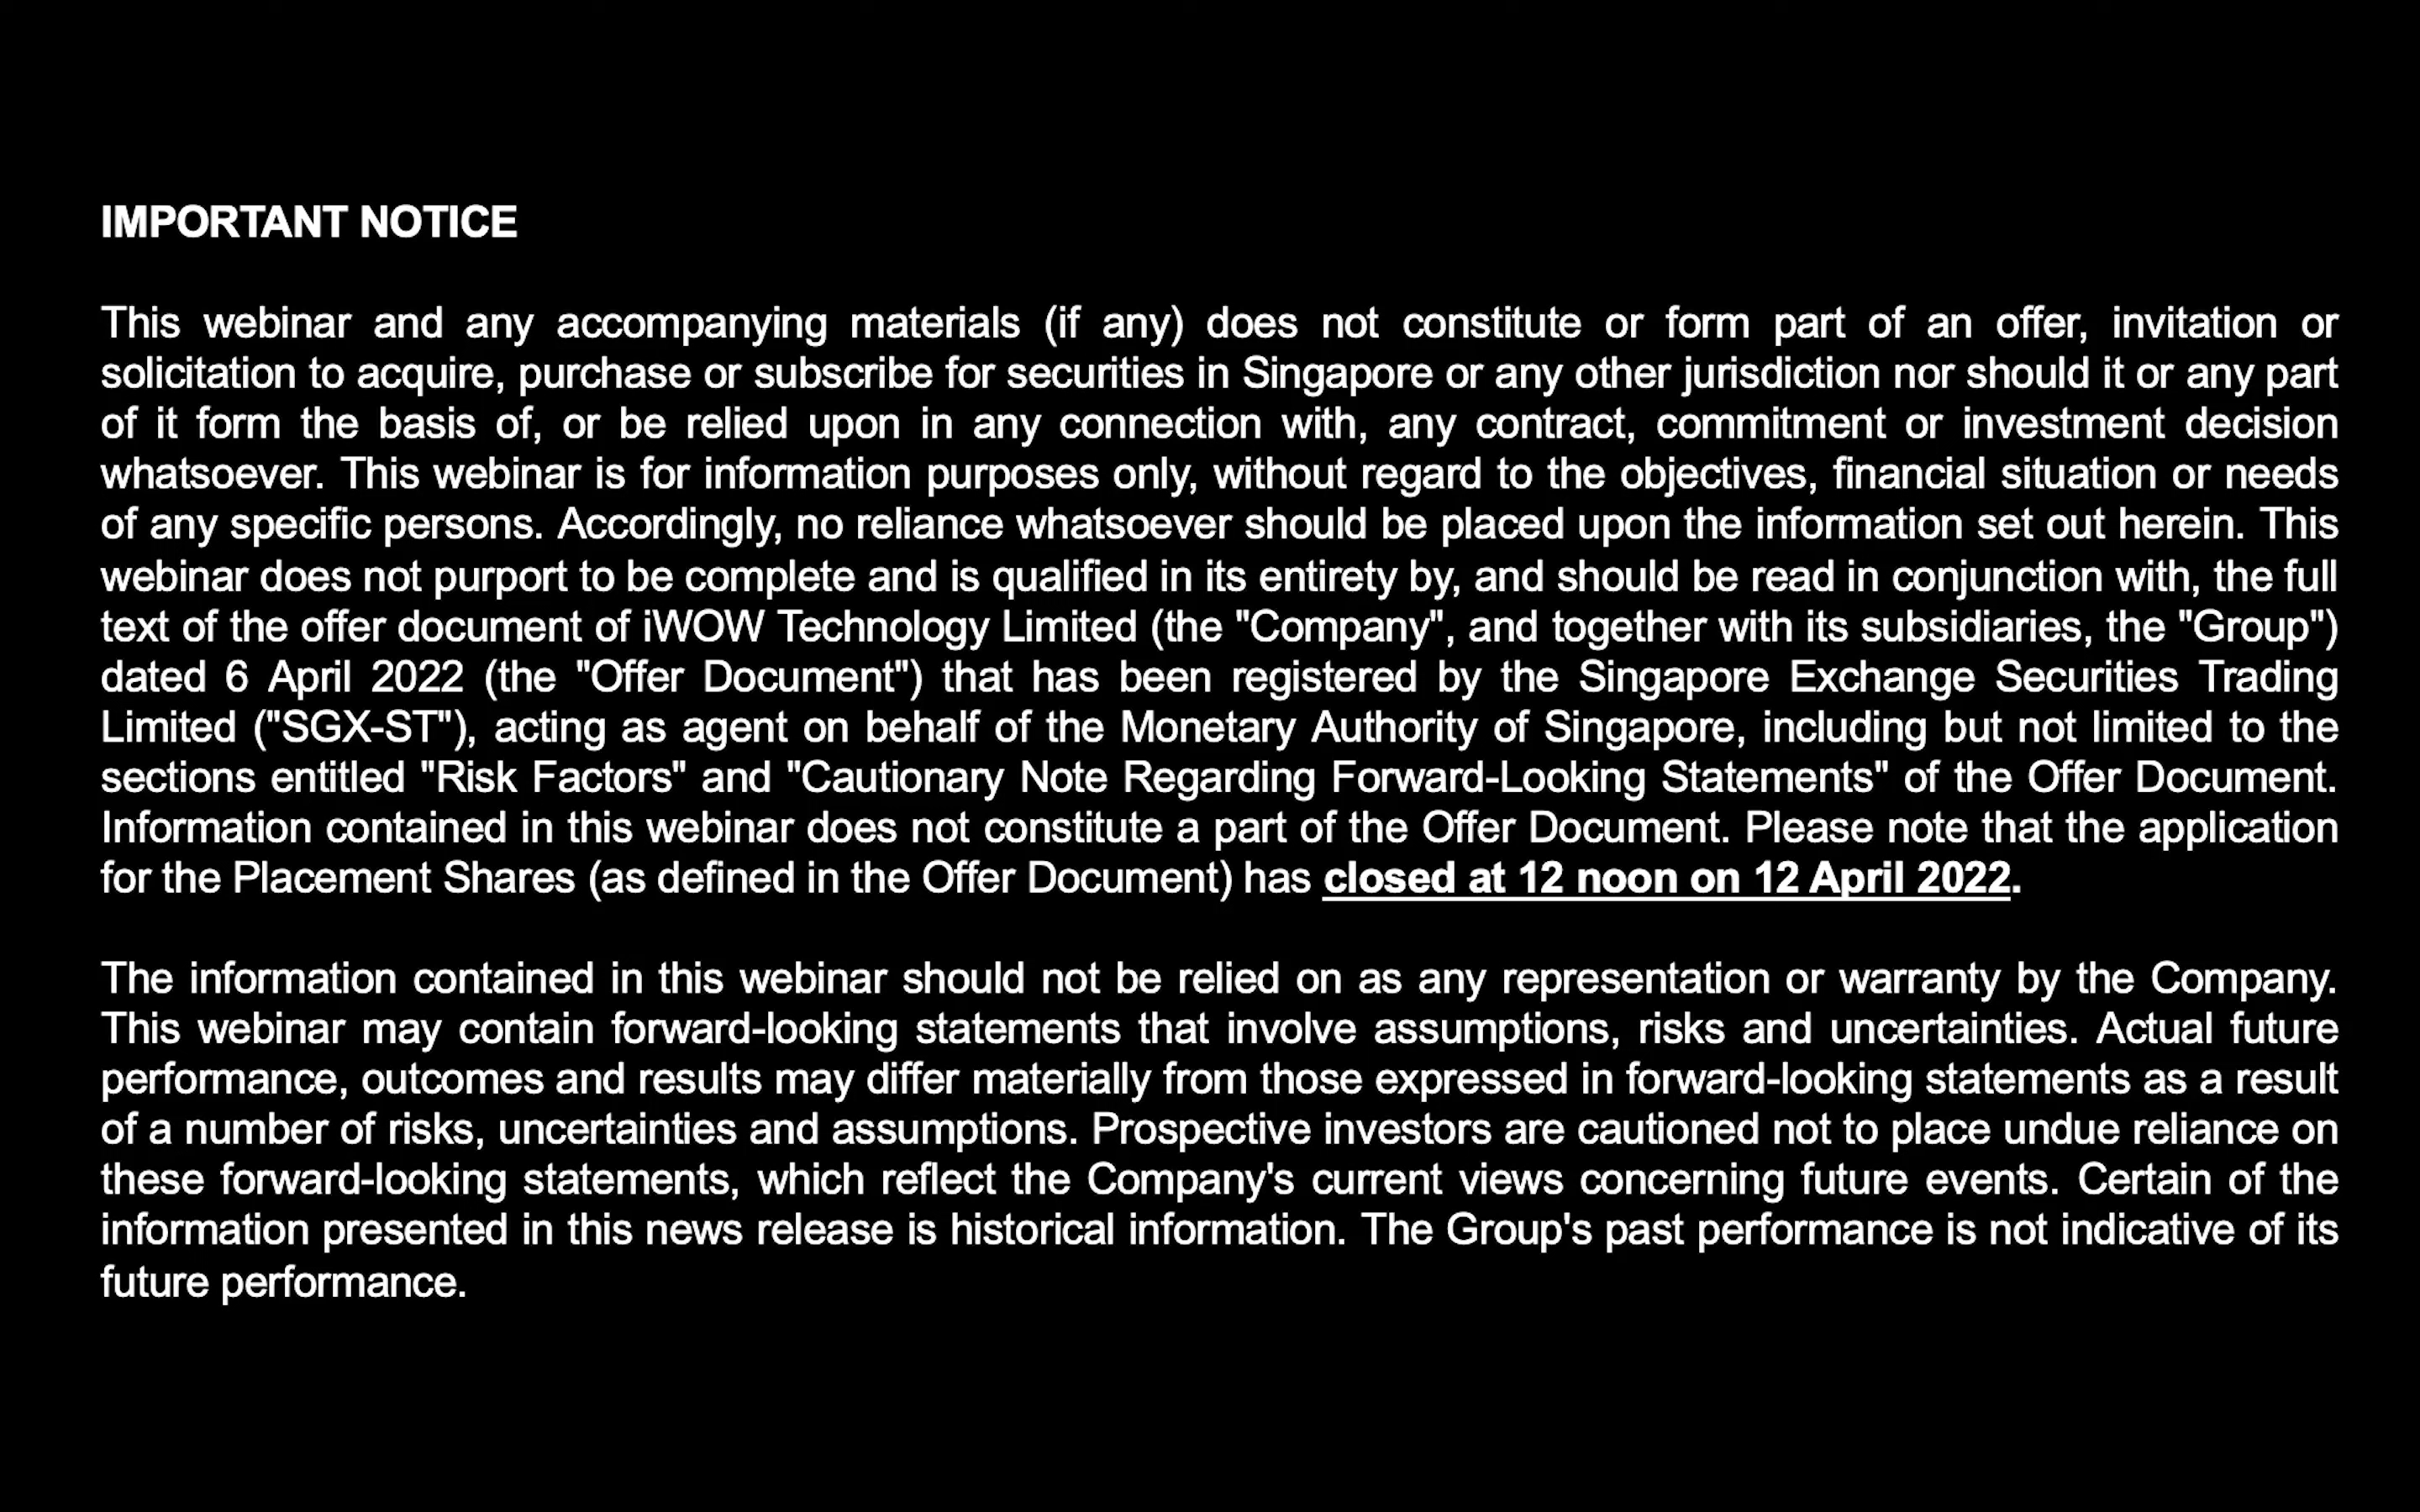 IMPORTANT NOTICE
This webinar and any accompanying materials (if any) does not constitute or form part of an offer, invitation or
solicitation to acquire, purchase or subscribe for securities in Singapore or any other jurisdiction nor should it or any part
of it form the basis of, or be relied upon in any connection with, any contract, commitment or investment decision
whatsoever. This webinar is for information purposes only, without regard to the objectives, financial situation or needs
of any specific persons. Accordingly, no reliance whatsoever should be placed upon the information set out herein. This
webinar does not purport to be complete and is qualified in its entirety by, and should be read in conjunction with, the full
text of the offer document of iWOW Technology Limited (the "Company", and together with its subsidiaries, the "Group")
dated 6 April 2022 (the "Offer Document") that has been registered by the Singapore Exchange Securities Trading
Limited ("SGX-ST"), acting as agent on behalf of the Monetary Authority of Singapore, including but not limited to the
sections entitled "Risk Factors" and "Cautionary Note Regarding Forward-Looking Statements" of the Offer Document.
Information contained in this webinar does not constitute a part of the Offer Document. Please note that the application
for the Placement Shares (as defined in the Offer Document) has closed at 12 noon on 12 April 2022.
The information contained in this webinar should not be relied on as any representation or warranty by the Company.
This webinar may contain forward-looking statements that involve assumptions, risks and uncertainties. Actual future
performance, outcomes and results may differ materially from those expressed in forward-looking statements as a result
of a number of risks, uncertainties and assumptions. Prospective investors are cautioned not to place undue reliance on
these forward-looking statements, which reflect the Company's current views concerning future events. Certain of the
information presented in this news release is historical information. The Group's past performance is not indicative of its
future performance.